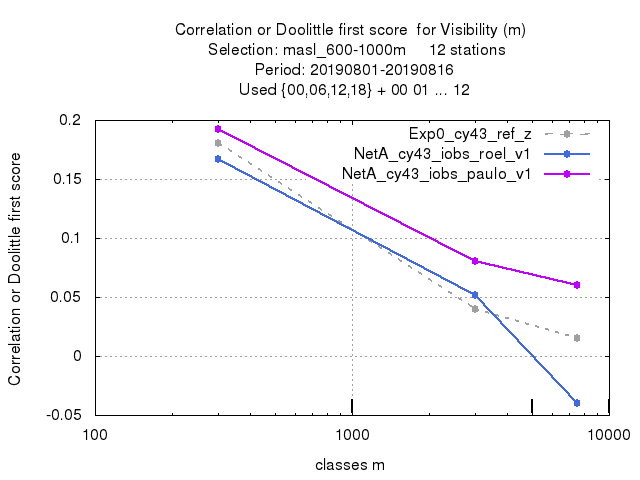 Correlation or Doolittle first score  for Visibility (m)
Selection: masl_600-1000m     12 stations
Period: 20190801-20190816
Used {00,06,12,18} + 00 01 ... 12
Exp0_cy43_ref_z
NetA_cy43_iobs_roel_v1
NetA_cy43_iobs_paulo_v1
Correlation or Doolittle first score
0.2
0.15
0.1
0.05
0
-0.05
100
1000
10000
classes m